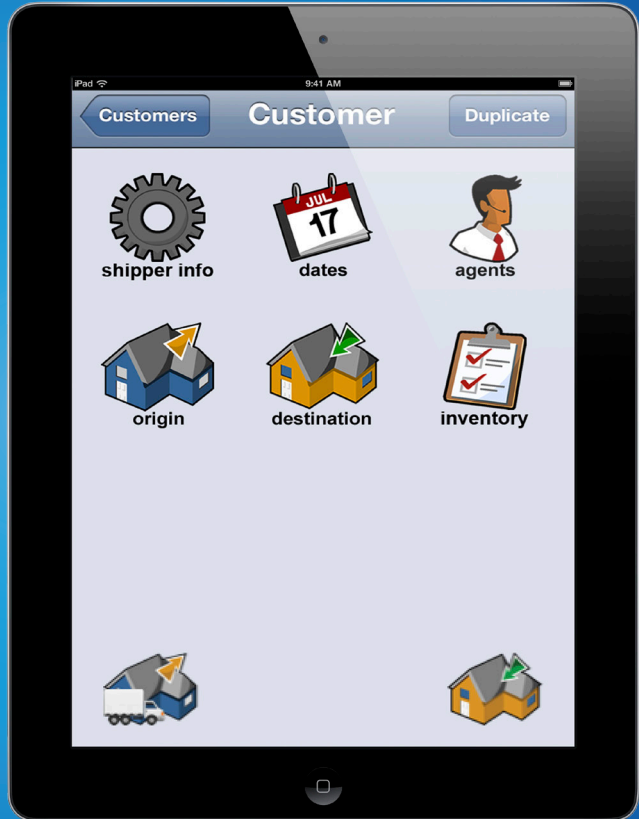 iPad 9:41 AM
Customers Customer Duplicate
JUL
17
shipper info dates agents
origin destination inventory